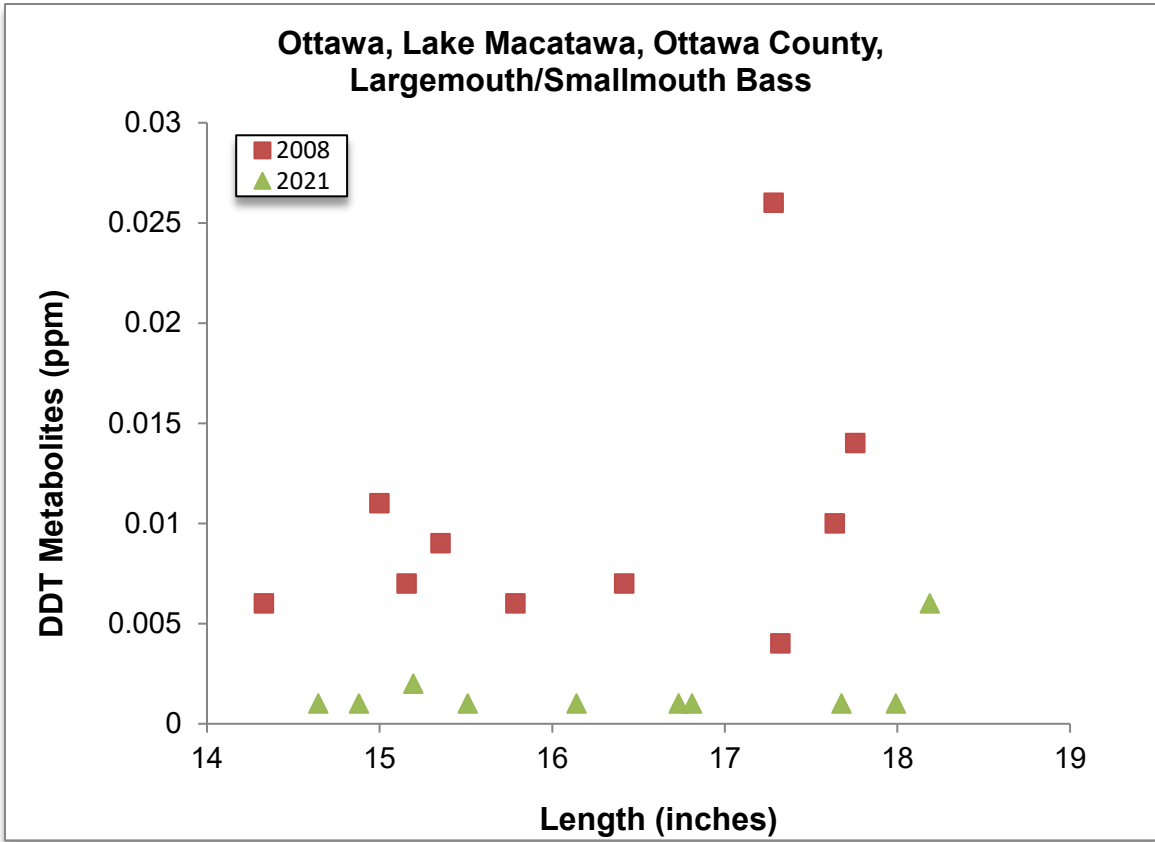 Ottawa, Lake Macatawa, Ottawa County,
Largemouth/Smallmouth Bass
0.03
0.025
0.02
0.015
0.01
0.005
0
2008
2021
DDT Metabolites (ppm)
14 15 16 17 18 19
Length (inches)